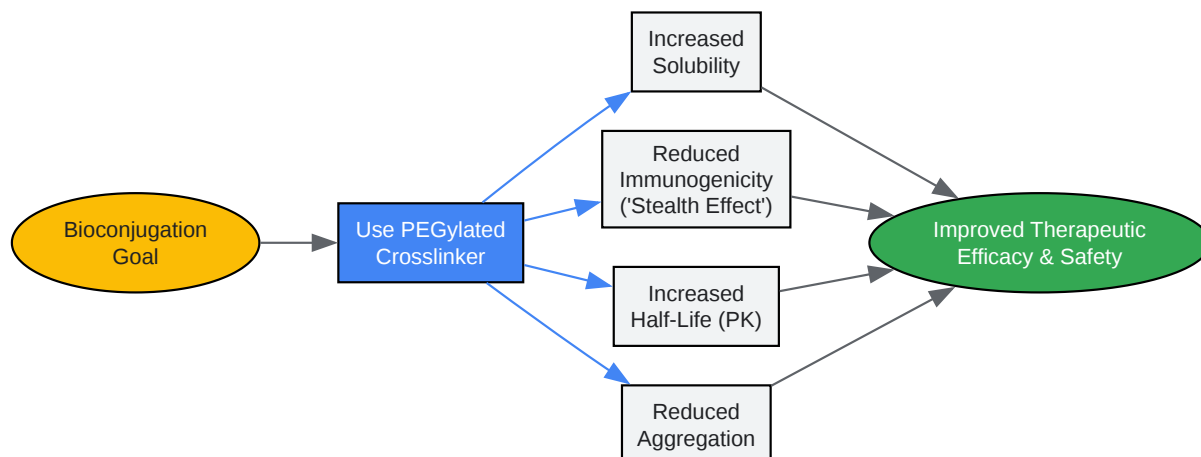 Bioconjugation
Goal
Use PEGylated
Crosslinker
Increased
Solubility
Reduced
Immunogenicity
('Stealth Effect')
Increased
Half-Life (PK)
Reduced
Aggregation
Improved Therapeutic
Efficacy & Safety